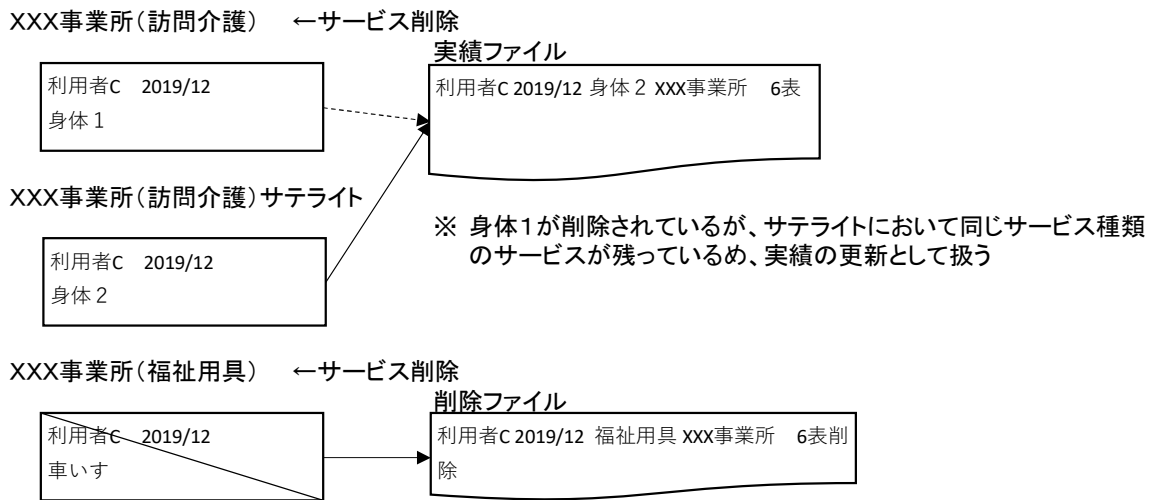 XXX事業所（訪問介護）　←サービス削除
実績ファイル
利用者C　2019/12
身体１
利用者C 2019/12 身体２ XXX事業所　6表
XXX事業所（訪問介護）サテライト
利用者C　2019/12
身体２
※ 身体１が削除されているが、サテライトにおいて同じサービス種類
のサービスが残っているめ、実績の更新として扱う
XXX事業所（福祉用具）　←サービス削除
削除ファイル
利用者C　2019/12
車いす
利用者C 2019/12 福祉用具 XXX事業所　6表削
除